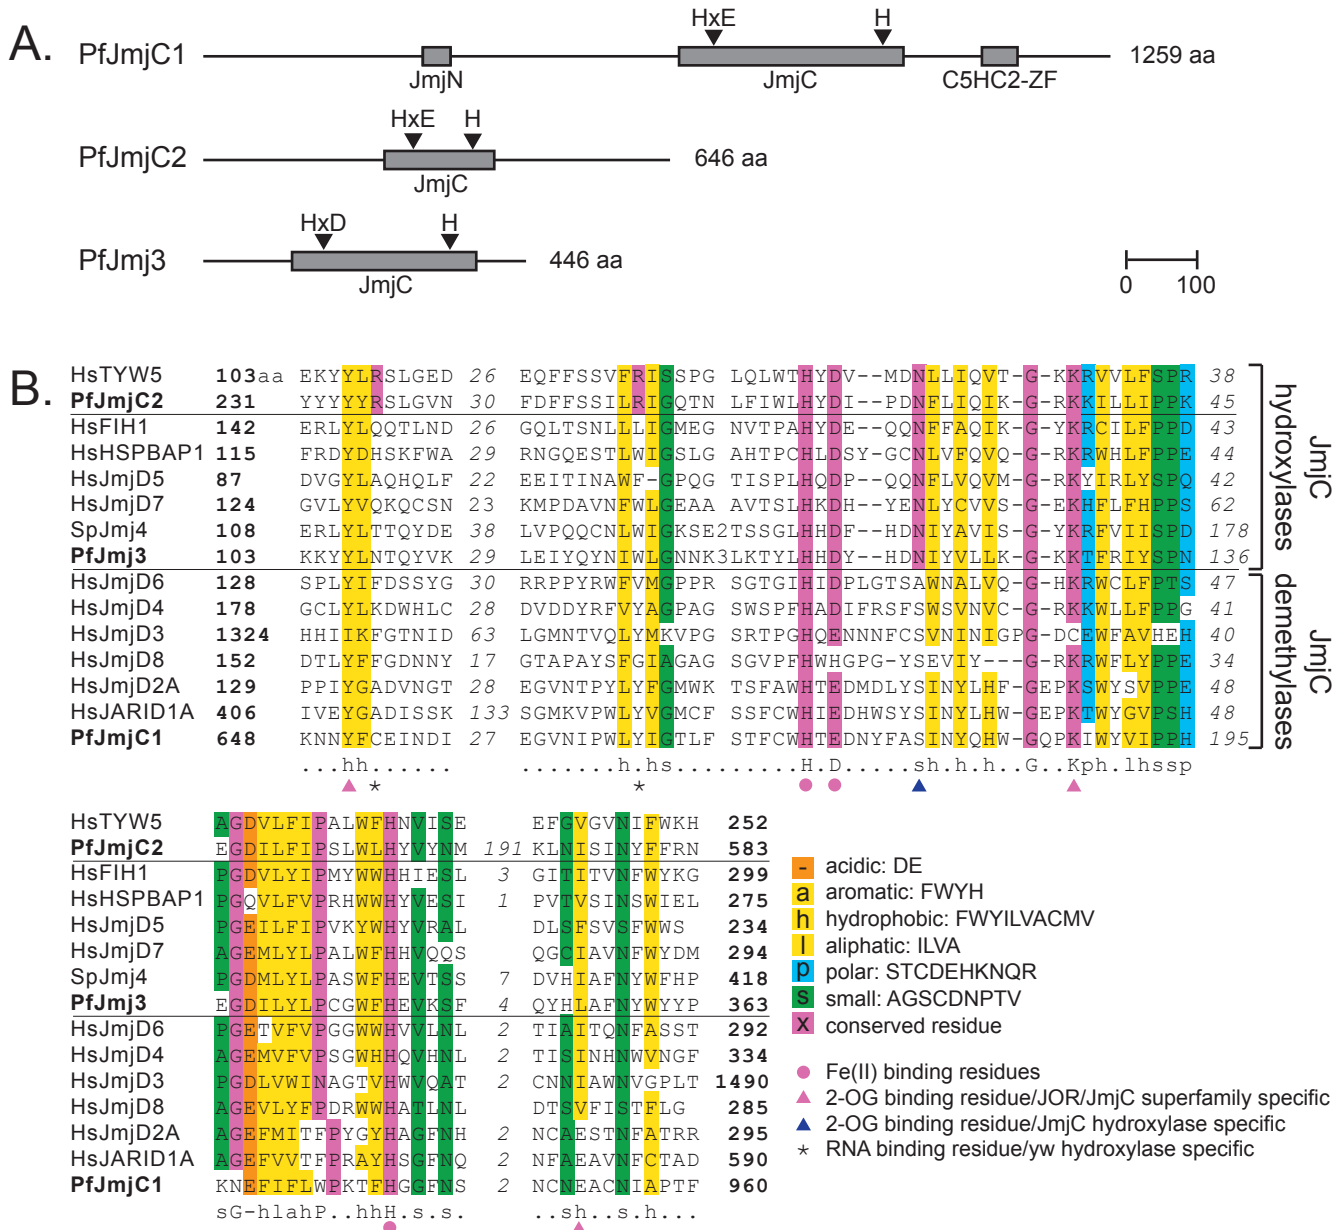 A.
HxE H
PfJmjC1 1259 aa
JmjN JmjC C5HC2-ZF
HxE H
PfJmjC2 646 aa
JmjC
HxD H
PfJmj3 446 aa
JmjC
0 100
B.
HsTYW5 103aa EKYYLRSLGED 26 EQFFSSVFRISSPG LQLWTHYDV--MDNLLIQVT-G-KKRVVLFSPR 38
PfJmjC2 231 YYYYYRSLGVN 30 FDFFSSILRIGQTN LFIWLHYDI--PDNFLIQIK-G-RKKILLIPPK 45
HsFIH1 142 ERLYLQQTLND 26 GQLTSNLLLIGMEG NVTPAHYDE-QQNFFAQIK-G-YKRCILFPPD 43
HsHSPBAP1 115 FRDYDHSKFWA 29 RNGQESTLWIGSLG AHTPCHLDSY-GCNLVFQVQ-G-RKRWHLFPPE 44
HsJmjD5 87 DVGYLAQHQLF 22 EEITINAWF-GPQG TISPLHQDP-QQNFLVQVM-G-RKYIRLYSPQ 42
HsJmjD7 124 GVLYVQKQCSN 23 KMPDAVNFWLGEAA AVTSLHKDH--YENLYCVVS-G-EKHFLFHPPS 62
SpJmj4 108 ERLYLTTQYDE 38 LVPQQCNLWIGKSE2TSSGLHHDF--HDNIYAVIS-G-YKRFVIISPD 178
PfJmj3 103 KKYYLNTQYVK 29 LEIYQYNIWLGNNK3LKTYLHHDY--HDNIYVLLK-G-KKTFRIYSPN 136
HsJmjD6 128 SPLYIFDSSYG 30 RRPPYRWFVMGPPR SGTGIHIDPLGTSAWNALVQ-G-HKRWCLFPTS 47
HsJmjD4 178 GCLYLKDWHLC 28 DVDDYRFVYAGPAG SWSPFHADIFRSFSWSVNVC-G-RKKWLLFPPG 41
HsJmjD3 1324 HHIIKFGTNID 63 LGMNTVQLYMKVPG SRTPGHQENNNFCSVNINIGPG-DCEWFAVHEH 40
HsJmjD8 152 DTLYFFGDNNY 17 GTAPAYSFGIAGAG SGVPFHWHGPG-YSEVIY---G-RKRWFLYPPE 34
HsJmjD2A 129 PPIYGADVNGT 28 EGVNTPYLYFGMWK TSFAWHTEDMDLYSINYLHF-GEPKSWYSVPPE 48
HsJARID1A 406 IVEYGADISSK 133 SGMKVPWLYVGMCF SSFCWHIEDHWSYSINYLHW-GEPKTWYGVPSH 48
PfJmjC1 648 KNNYFCEINDI 27 EGVNIPWLYIGTLF STFCWHTEDNYFASINYQHW-GQPKIWYVIPPH 195
...hh...... .......h.hs.........H.D.....sh.h.h..G..Kph.lhssp
* *
JmjC hydroxylases
JmjC demethylases
HsTYW5 AGDVLFIPALWFHNVISE EFGVGVNIFWKH 252
PfJmjC2 EGDILFIPSLWLHYVYNM 191 KLNISINYFFRN 583
HsFIH1 PGDVLYIPMYWWHHIESL 3 GITITVNFWYKG 299
HsHSPBAP1 PGQVLFVPRHWWHYVESI 1 PVTVSINSWIEL 275
HsJmjD5 PGEILFIPVKYWHYVRAL DLSFSVSFWWS 234
HsJmjD7 AGEMLYLPALWFHHVQQS QGCIAVNFWYDM 294
SpJmj4 PGDMLYLPASWFHEVTSS 7 DVHIAFNYWFHP 418
PfJmj3 EGDILYLPCGWFHEVKSF 4 QYHLAFNYWYYP 363
HsJmjD6 PGETVFVPGGWWHVVLNL 2 TIAITQNFASST 292
HsJmjD4 AGEMVFVPSGWHHQVHNL 2 TISINHNWVNGF 334
HsJmjD3 PGDLVWINAGTVHWVQAT 2 CNNIAWNVGPLT 1490
HsJmjD8 AGEVLYFPDRWWHATLNL DTSVFISTFLG 285
HsJmjD2A AGEFMITFPYGYHAGFNH 2 NCAESTNFATRR 295
HsJARID1A AGEFVVTFPRAYHSGFNQ 2 NFAEAVNFCTAD 590
PfJmjC1 KNEFIFLWPKTFHGGFNS 2 NCNEACNIAPTF 960
sG-hlahP..hhH.s.s. ...sh..s.h...
- acidic: DE
a aromatic: FWYH
h hydrophobic: FWYILVACMV
l aliphatic: ILVA
p polar: STCDEHKNQR
s small: AGSCDNPTV
x conserved residue
Fe(II) binding residues
2-OG binding residue/JOR/JmjC superfamily specific
2-OG binding residue/JmjC hydroxylase specific
* RNA binding residue/yw hydroxylase specific